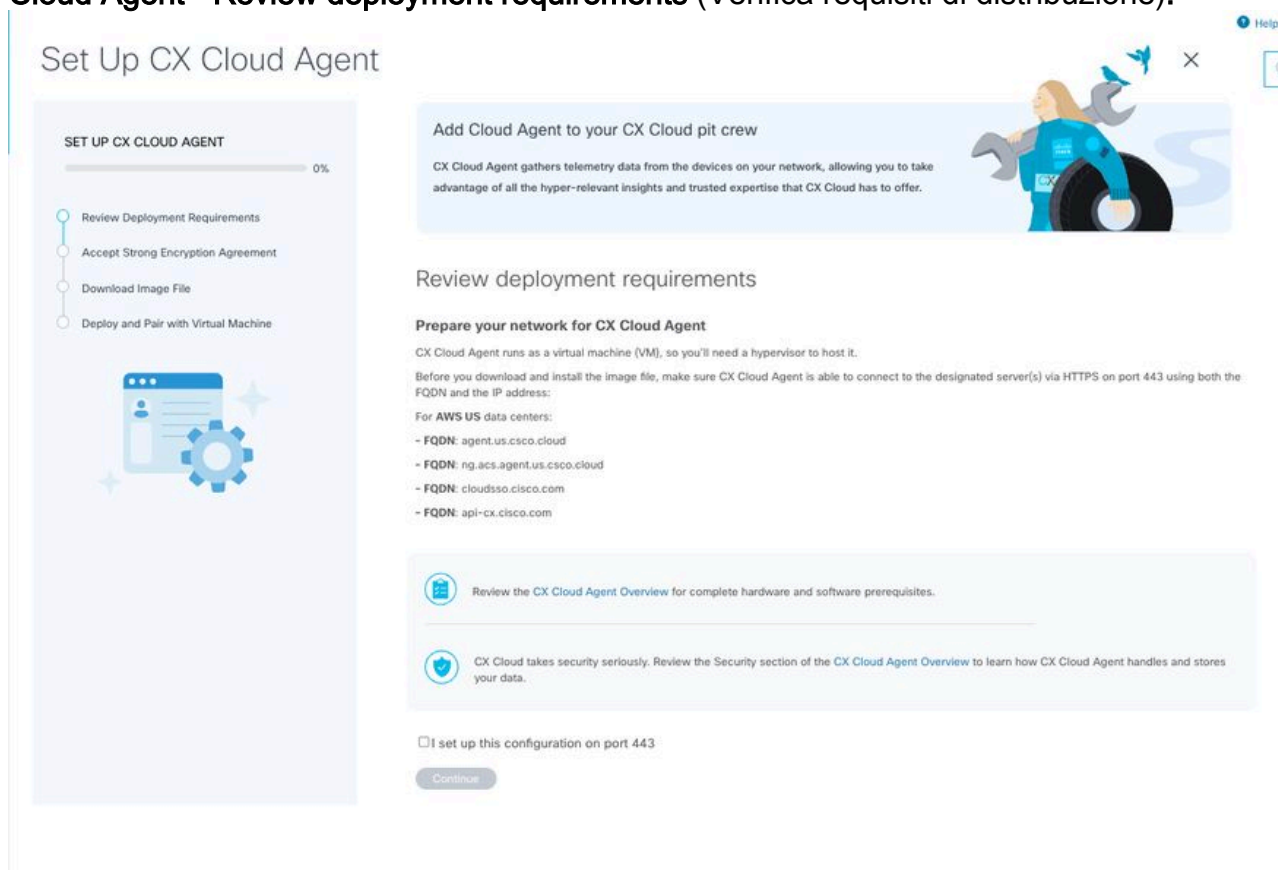 Cloud Agent - Review deployment requirements (Verifica requisiti di distribuzione).
Help
Set Up CX Cloud Agent
SET UP CX CLOUD AGENT
0%
Review Deployment Requirements
Accept Strong Encryption Agreement
Download Image File
Deploy and Pair with Virtual Machine
Add Cloud Agent to your CX Cloud pit crew
CX Cloud Agent gathers telemetry data from the devices on your network, allowing you to take
advantage of all the hyper-relevant insights and trusted expertise that CX Cloud has to offer.
CX
Review deployment requirements
Prepare your network for CX Cloud Agent
CX Cloud Agent runs as a virtual machine (VM), so you'll need a hypervisor to host it.
Before you download and install the image file, make sure CX Cloud Agent is able to connect to the designated server(s) via HTTPS on port 443 using both the
FQDN and the IP address:
For AWS US data centers:
- FQDN: agent.us.csco.cloud
- FQDN: ng.acs.agent.us.csco.cloud
- FQDN: cloudsso.cisco.com
- FQDN: api-cx.cisco.com
Review the CX Cloud Agent Overview for complete hardware and software prerequisites.
CX Cloud takes security seriously. Review the Security section of the CX Cloud Agent Overview to learn how CX Cloud Agent handles and stores
your data.
I set up this configuration on port 443
Continue